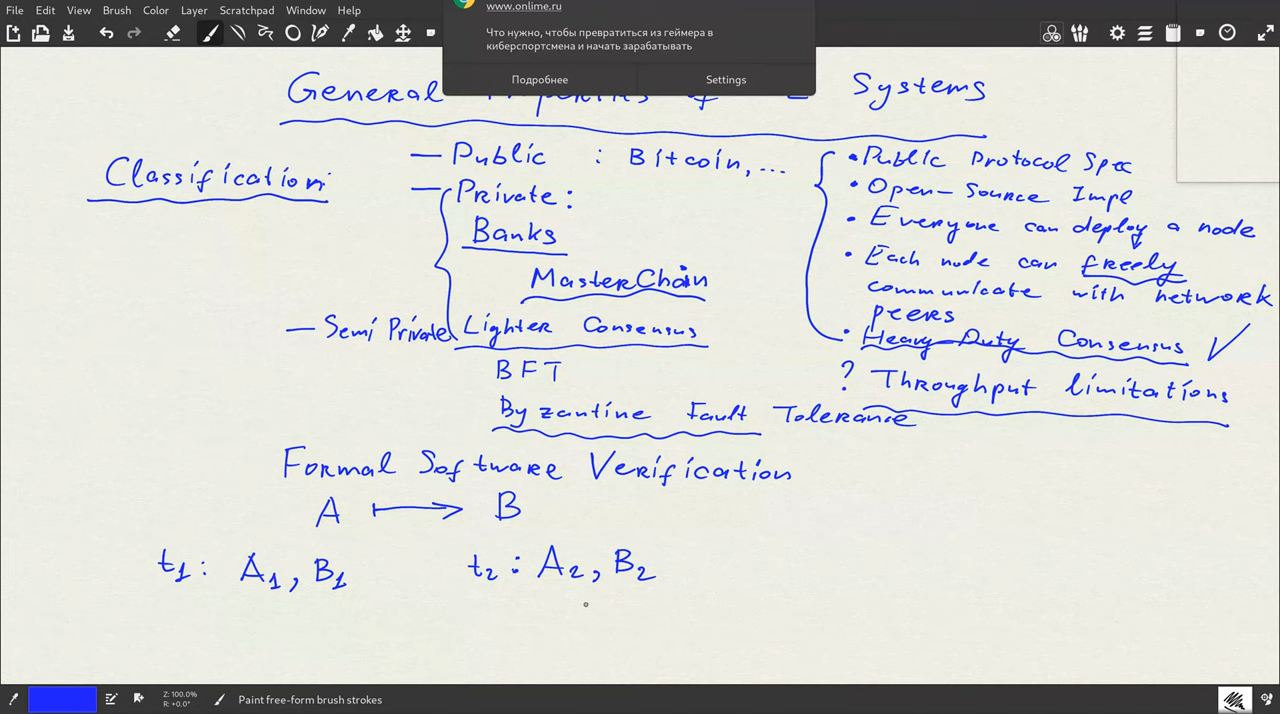 File Edit View Brush Color Layer Scratchpad Window Help
www.onlime.ru
Что нужно, чтобы превратиться из геймера в
киберспортсмена и начать зарабатывать
Подробнее Settings
General Properties of Systems
Classification
— Public : Bitcoin, ...
— Private :
Banks
MasterChain
— Semi Private Lighter Consensus
BFT
Byzantine Fault Tolerance
• Public Protocol Spec
• Open-Source Impl
• Everyone can deploy a node
• Each node can freely
communicate with network
peers
• Heavy-Duty Consensus ✓
? Throughput limitations
Formal Software Verification
A ⟼ B
t1: A1, B1 t2: A2, B2
Z: 100.0%
R: +0.0°
Paint free-form brush strokes